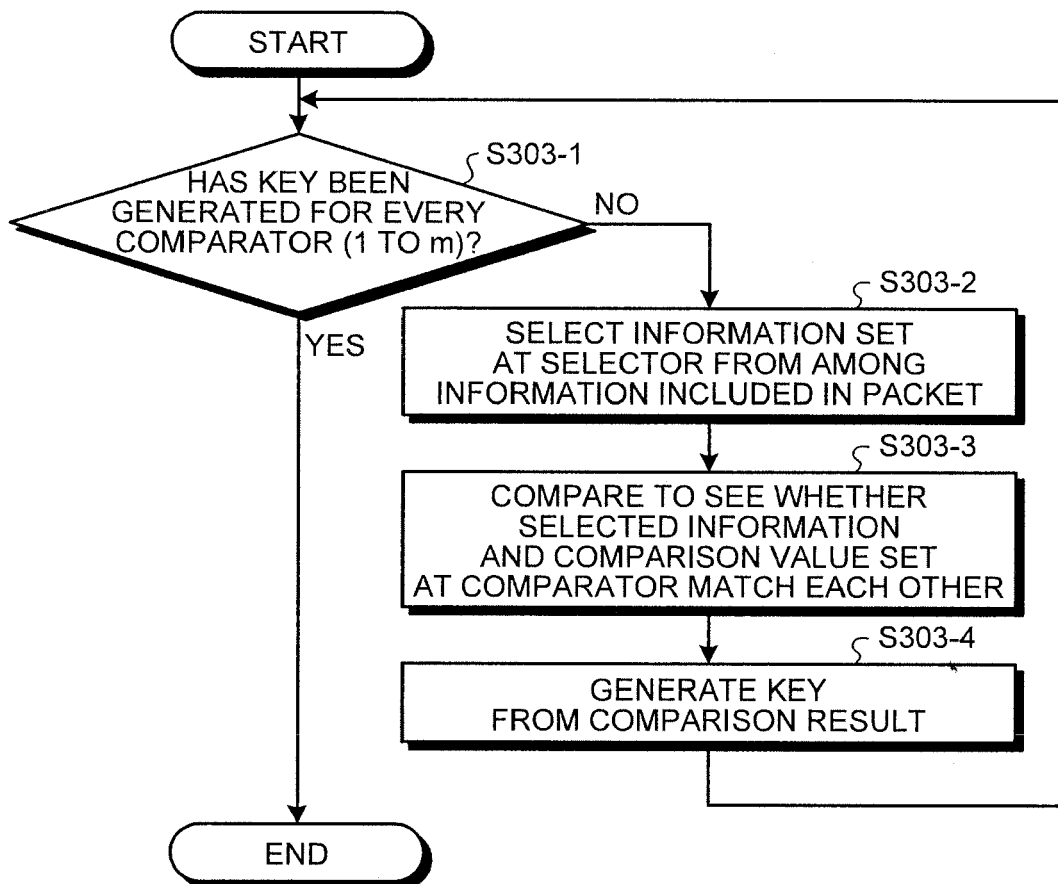 START
S303-1
HAS KEY BEEN
GENERATED FOR EVERY
COMPARATOR (1 TO m)?
NO
YES
S303-2
SELECT INFORMATION SET
AT SELECTOR FROM AMONG
INFORMATION INCLUDED IN PACKET
S303-3
COMPARE TO SEE WHETHER
SELECTED INFORMATION
AND COMPARISON VALUE SET
AT COMPARATOR MATCH EACH OTHER
S303-4
GENERATE KEY
FROM COMPARISON RESULT
END